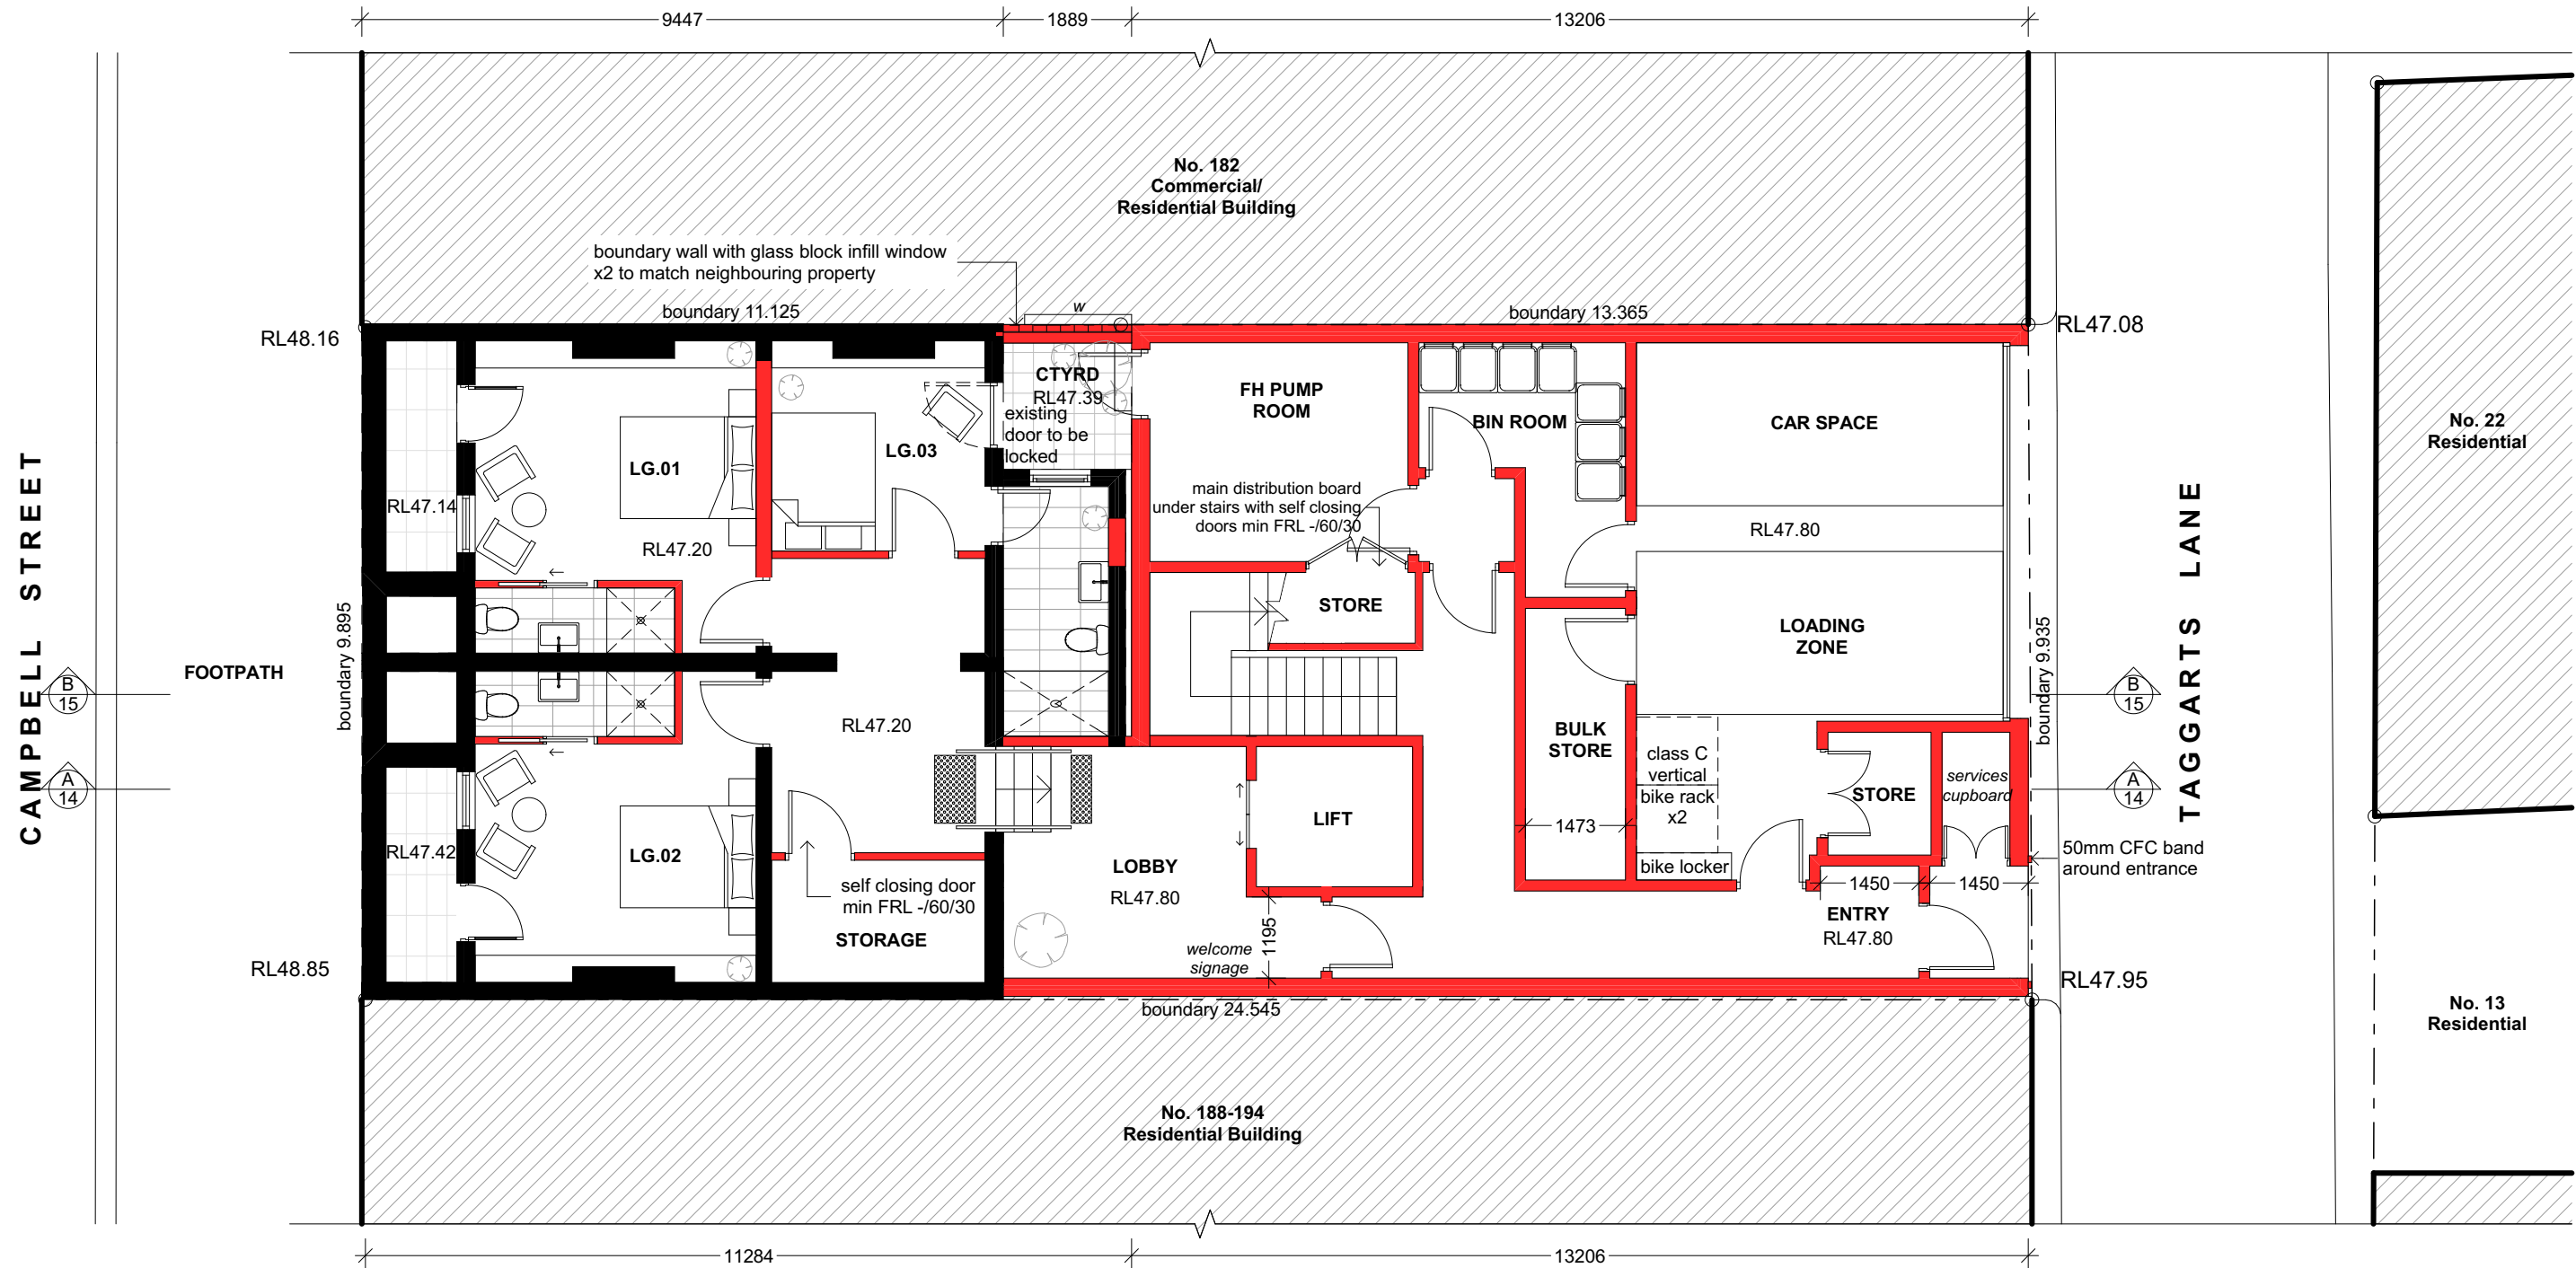 9447
1889
13206
No. 182
Commercial/
Residential Building
boundary wall with glass block infill window
x2 to match neighbouring property
boundary 11.125
w
boundary 13.365
RL48.16
RL47.08
CTYRD
RL47.39
existing
door to be
locked
FH PUMP
ROOM
BIN ROOM
CAR SPACE
No. 22
Residential
LG.01
LG.03
RL47.14
RL47.20
main distribution board
under stairs with self closing
doors min FRL -/60/30
RL47.80
CAMPBELL STREET
TAGGARTS LANE
STORE
LOADING
ZONE
boundary 9.895
boundary 9.935
FOOTPATH
B
15
B
15
RL47.20
BULK
STORE
class C
vertical
bike rack
x2
bike locker
STORE
services
cupboard
A
14
A
14
LIFT
1473
RL47.42
LG.02
LOBBY
RL47.80
50mm CFC band
around entrance
self closing door
min FRL -/60/30
STORAGE
1450
1450
ENTRY
RL47.80
1195
welcome
signage
RL48.85
RL47.95
boundary 24.545
No. 13
Residential
No. 188-194
Residential Building
11284
13206